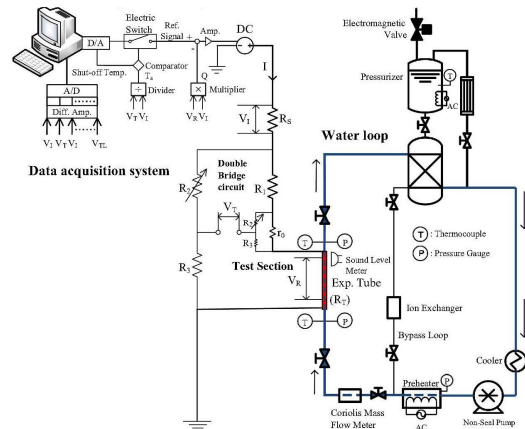 Electric
Switch
Ref.
Signal
+
-
Amp.
DC
D/A
Shut-off Temp.
Comparator
Ta
÷
Divider
VT VI
Q
×
Multiplier
VR VI
A/D
Diff. Amp.
VI VT VI
VTL
Data acquisition system
I
VI
RS
Double
Bridge
circuit
R2
R1
VT
R2
R3
r0
R3
Test Section
VR
T
P
Sound Level
Meter
Exp. Tube
(RT)
T
P
Water loop
Electromagnetic
Valve
Pressurizer
T
AC
T : Thermocouple
P : Pressure Gauge
Ion Exchanger
Bypass Loop
Cooler
Preheater
P
Coriolis Mass
Flow Meter
AC
Non-Seal Pump